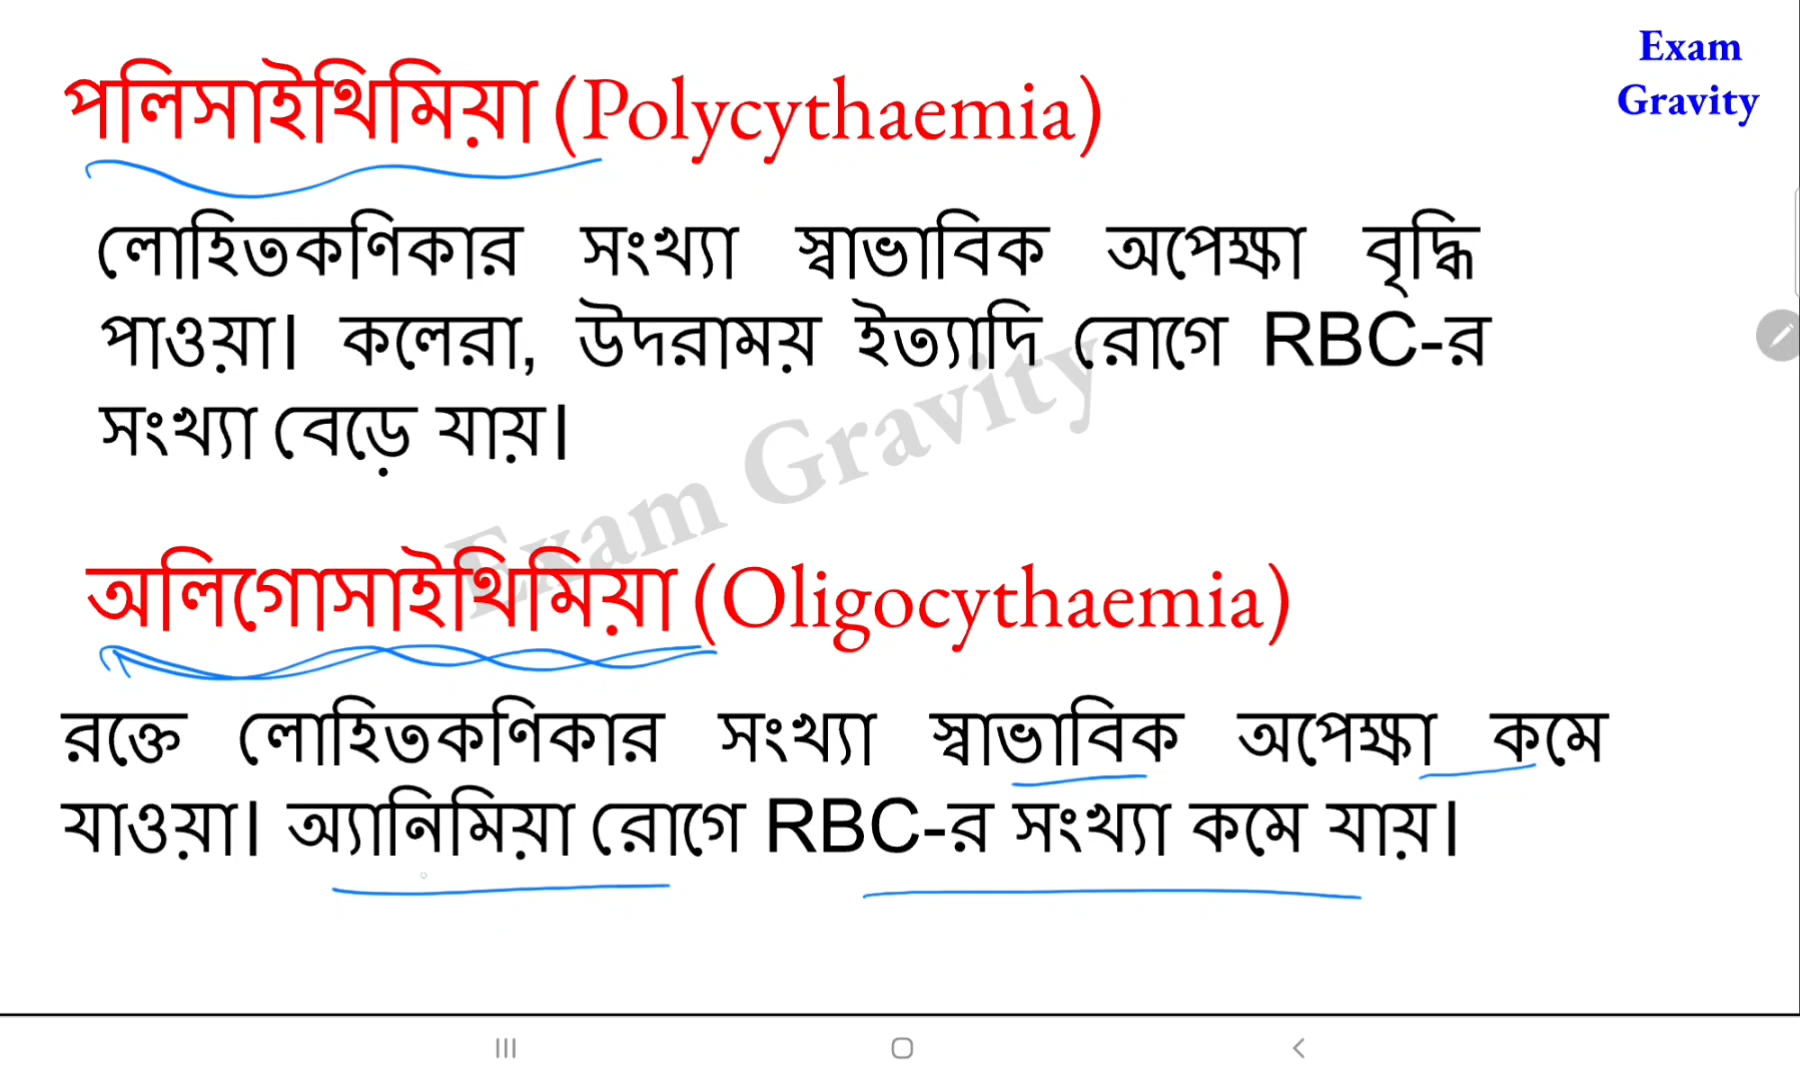 Exam
Gravity
পলিসাইথিমিয়া (Polycythaemia)
লোহিতকণিকার সংখ্যা স্বাভাবিক অপেক্ষা বৃদ্ধি
পাওয়া। কলেরা, উদরাময় ইত্যাদি রোগে RBC-র
সংখ্যা বেড়ে যায়।
Exam Gravity
অলিগোসাইথিমিয়া (Oligocythaemia)
রক্তে লোহিতকণিকার সংখ্যা স্বাভাবিক অপেক্ষা কমে
যাওয়া। অ্যানিমিয়া রোগে RBC-র সংখ্যা কমে যায়।